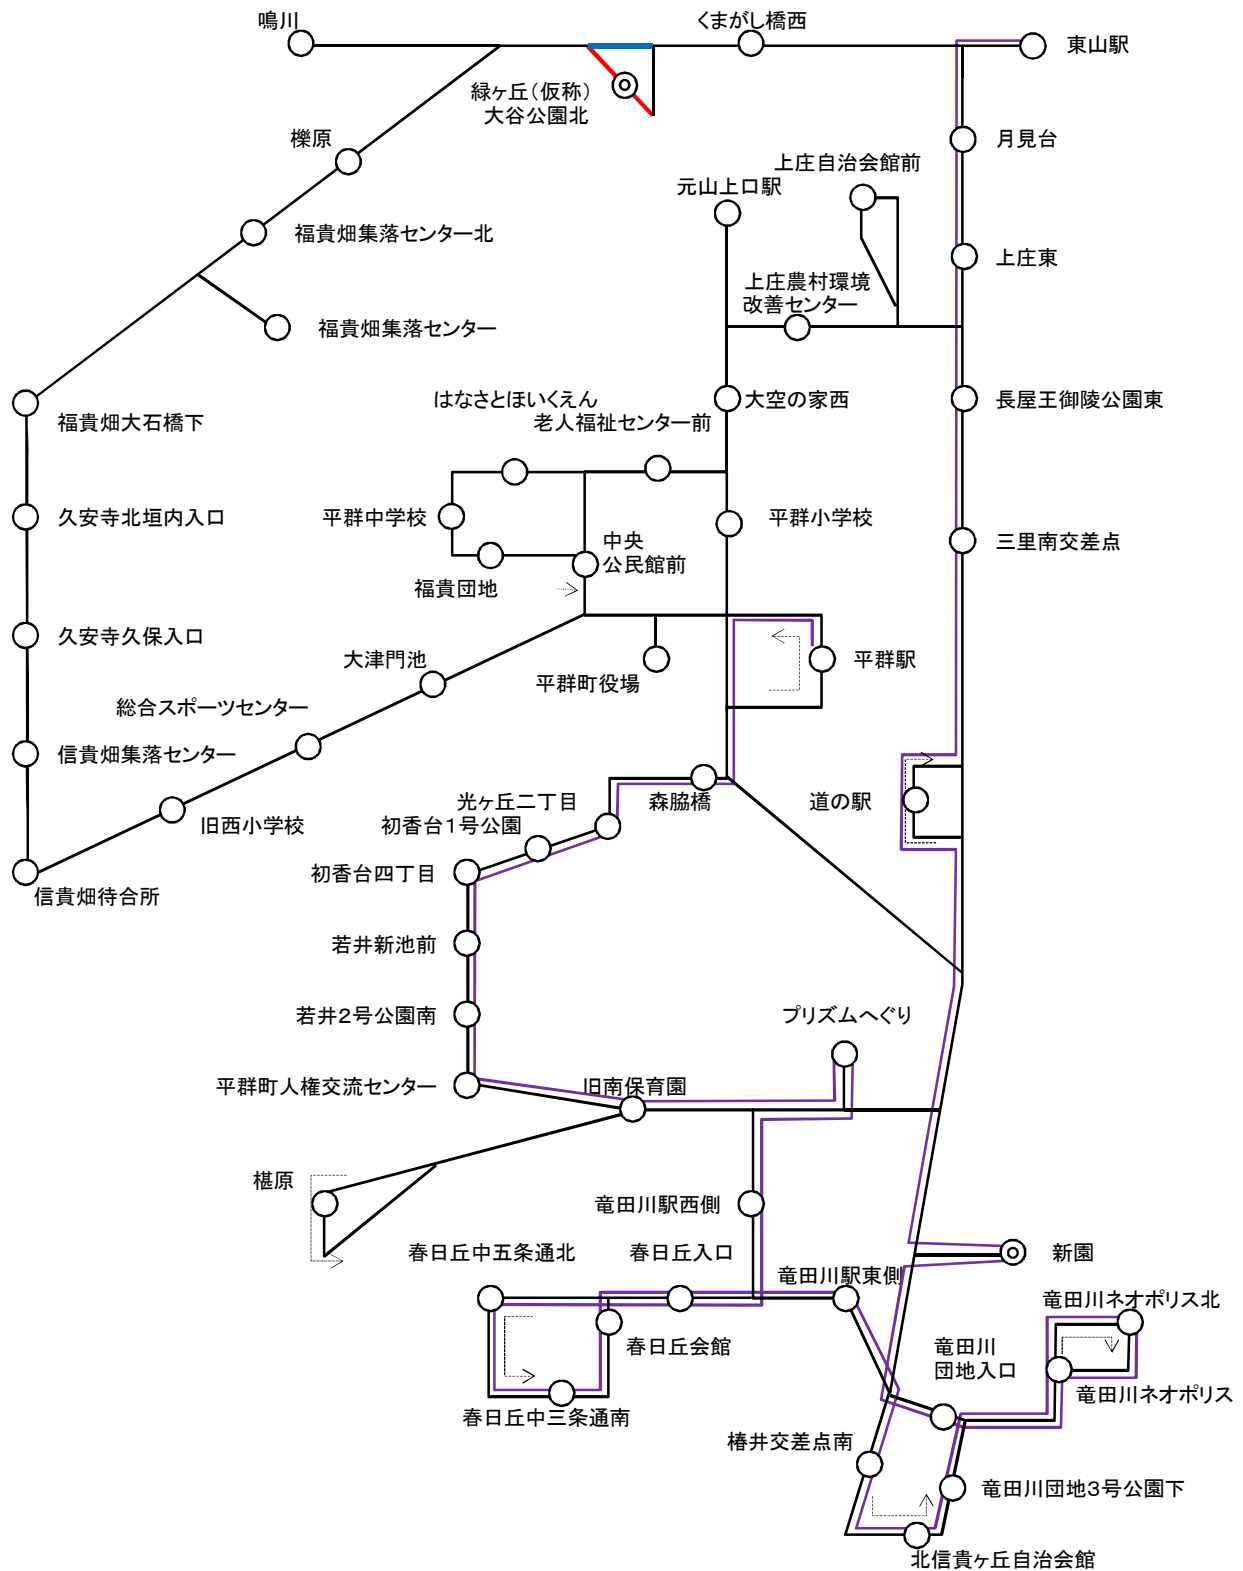 鳴川
くまがし橋西
東山駅
緑ヶ丘(仮称)
大谷公園北
櫟原
月見台
上庄自治会館前
元山上口駅
福貴畑集落センター北
上庄東
上庄農村環境
改善センター
福貴畑集落センター
はなさとほいくえん
大空の家西
長屋王御陵公園東
福貴畑大石橋下
老人福祉センター前
久安寺北垣内入口
平群中学校
平群小学校
中央
公民館前
三里南交差点
福貴団地
久安寺久保入口
大津門池
平群町役場
平群駅
総合スポーツセンター
信貴畑集落センター
光ヶ丘二丁目
森脇橋
道の駅
旧西小学校
初香台1号公園
初香台四丁目
信貴畑待合所
若井新池前
若井2号公園南
プリズムへぐり
平群町人権交流センター
旧南保育園
椹原
竜田川駅西側
春日丘中五条通北
春日丘入口
新園
竜田川駅東側
竜田川ネオポリス北
春日丘会館
竜田川
団地入口
竜田川ネオポリス
春日丘中三条通南
椿井交差点南
竜田川団地3号公園下
北信貴ヶ丘自治会館